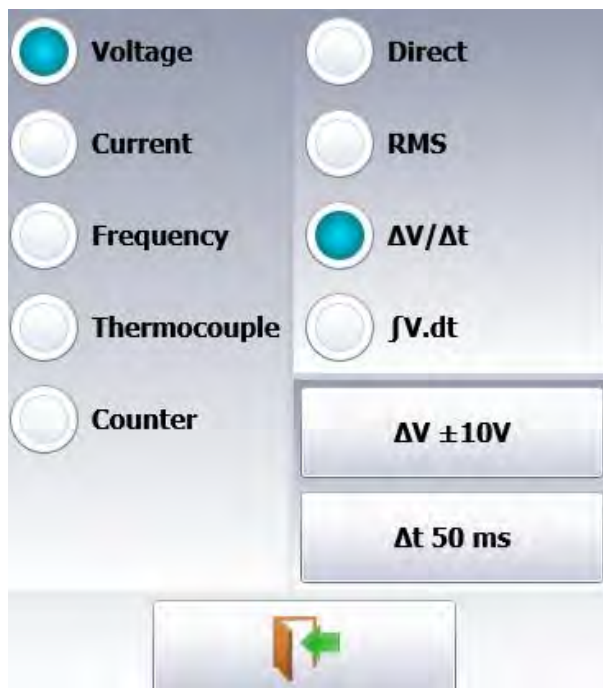 Voltage
Current
Frequency
Thermocouple
Counter
Direct
RMS
ΔV/Δt
∫V.dt
ΔV ±10V
Δt 50 ms